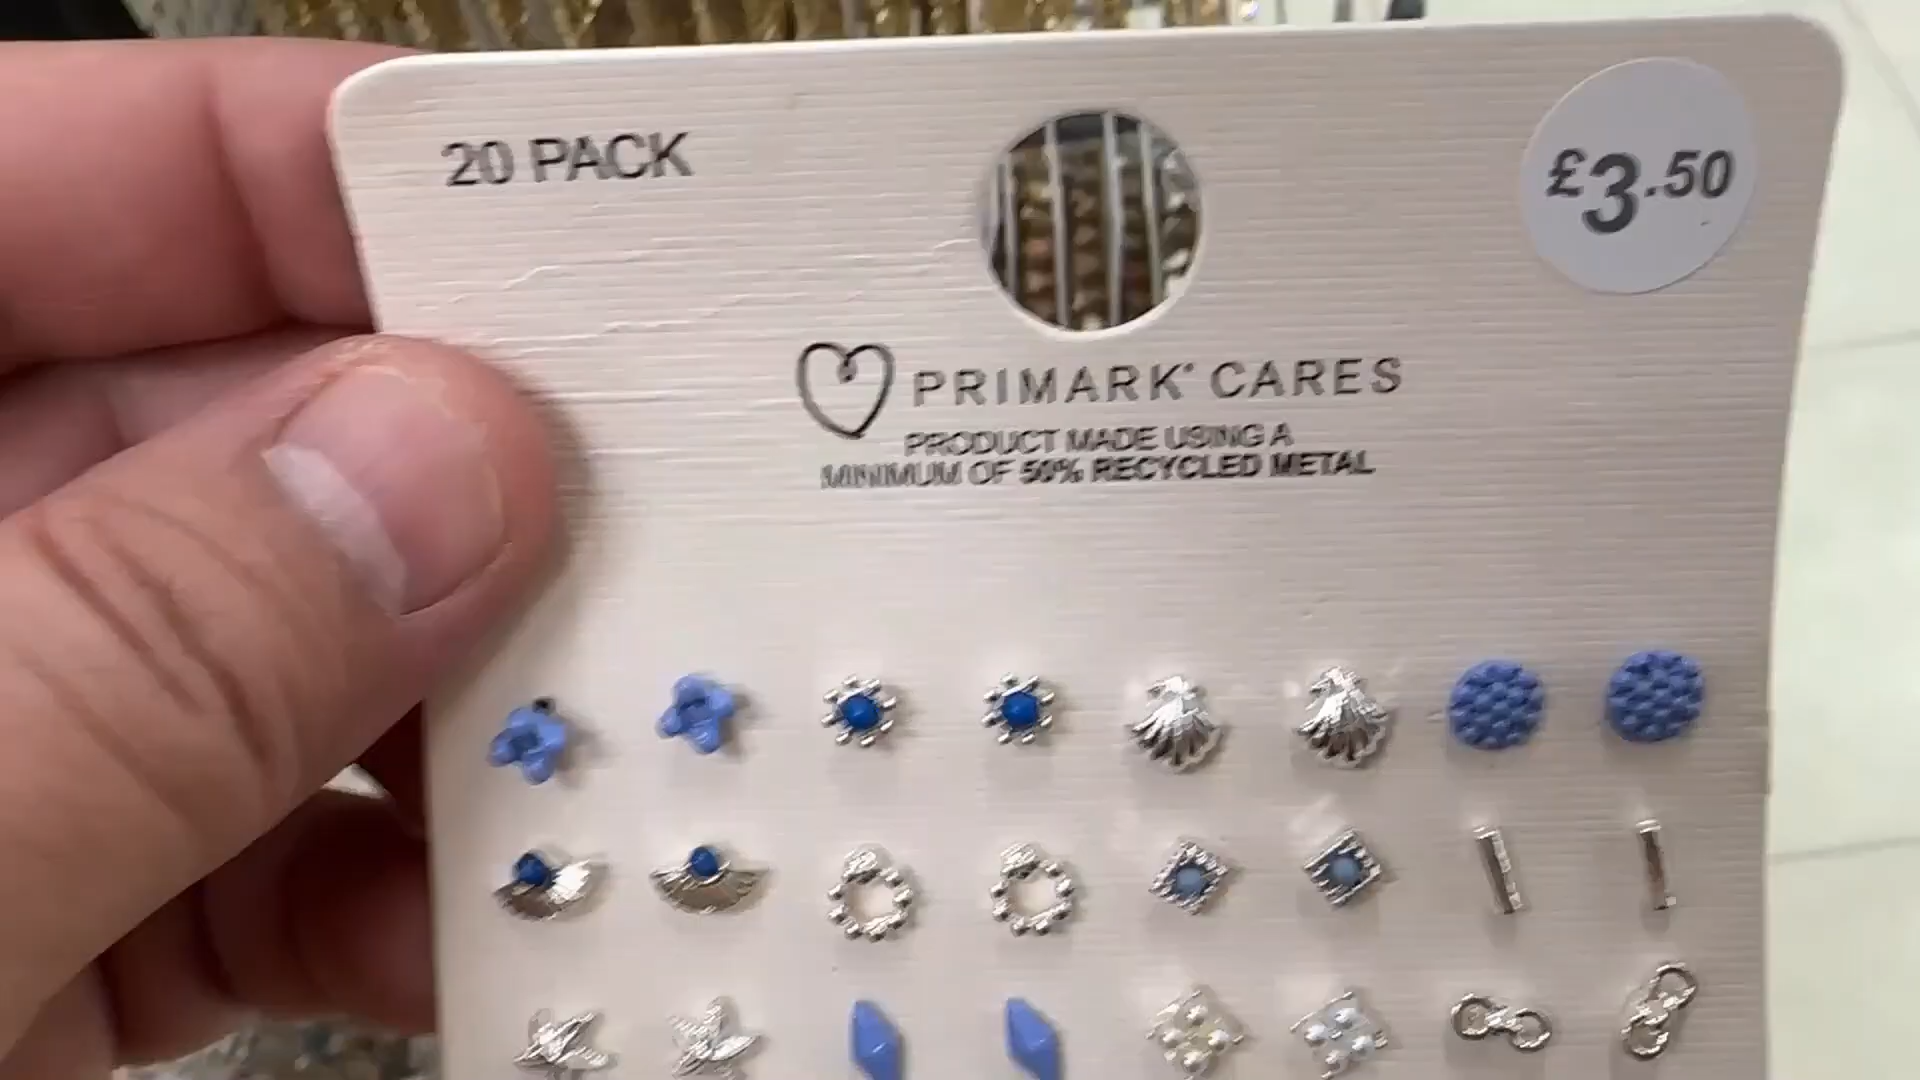 20 PACK
£3.50
PRIMARK® CARES
PRODUCT MADE USING A
MINIMUM OF 50% RECYCLED METAL